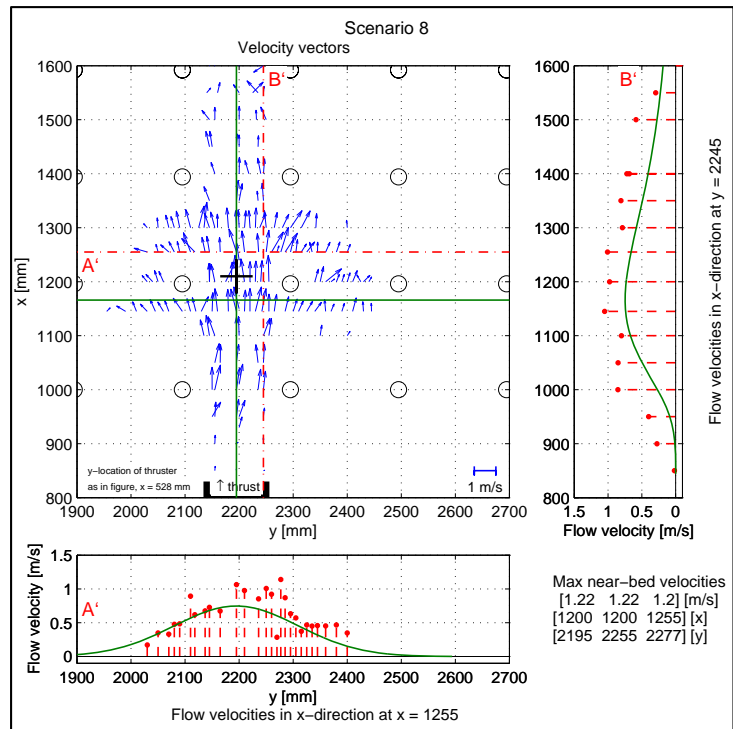 Scenario 8
Velocity vectors
B'
B'
1600
1500
1400
1300
1200
1100
1000
900
800
x [mm]
A'
y-location of thruster
as in figure, x = 528 mm
↑ thrust
1 m/s
1900 2000 2100 2200 2300 2400 2500 2600 2700
y [mm]
1600
1500
1400
1300
1200
1100
1000
900
800
1.5 1 0.5 0
Flow velocity [m/s]
Flow velocities in x-direction at y = 2245
1.5
1
0.5
0
Flow velocity [m/s]
A'
1900 2000 2100 2200 2300 2400 2500 2600 2700
y [mm]
Flow velocities in x-direction at x = 1255
Max near-bed velocities
[1.22 1.22 1.2] [m/s]
[1200 1200 1255] [x]
[2195 2255 2277] [y]